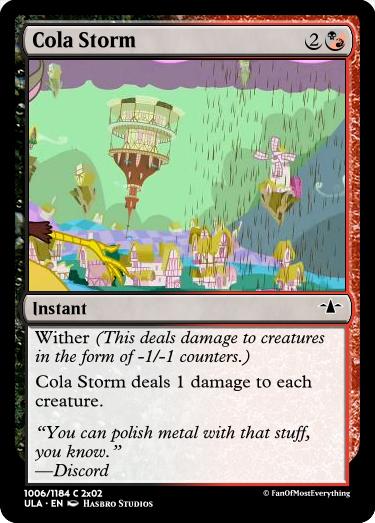 Cola Storm 2
Instant
Wither (This deals damage to creatures
in the form of -1/-1 counters.)
Cola Storm deals 1 damage to each
creature.
“You can polish metal with that stuff,
you know.”
—Discord
1006/1184 C 2x02
ULA • EN Hasbro Studios
© FanOfMostEverything